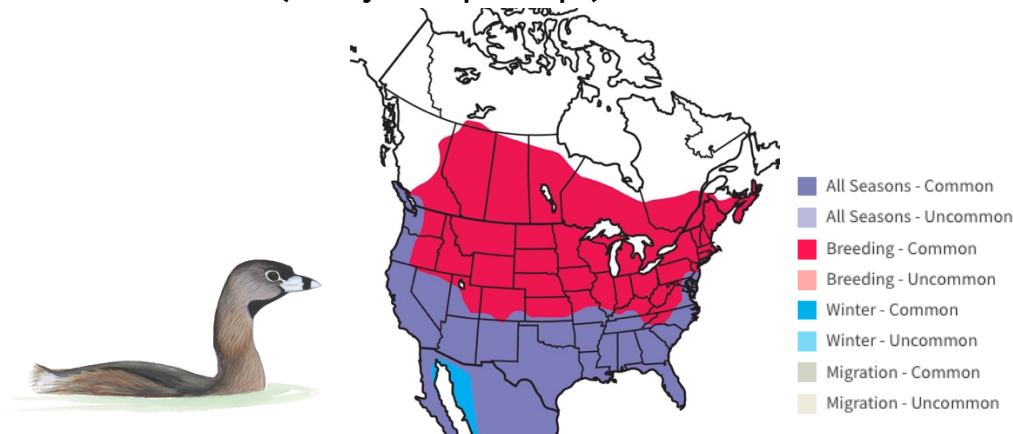 All Seasons - Common
All Seasons - Uncommon
Breeding - Common
Breeding - Uncommon
Winter - Common
Winter - Uncommon
Migration - Common
Migration - Uncommon